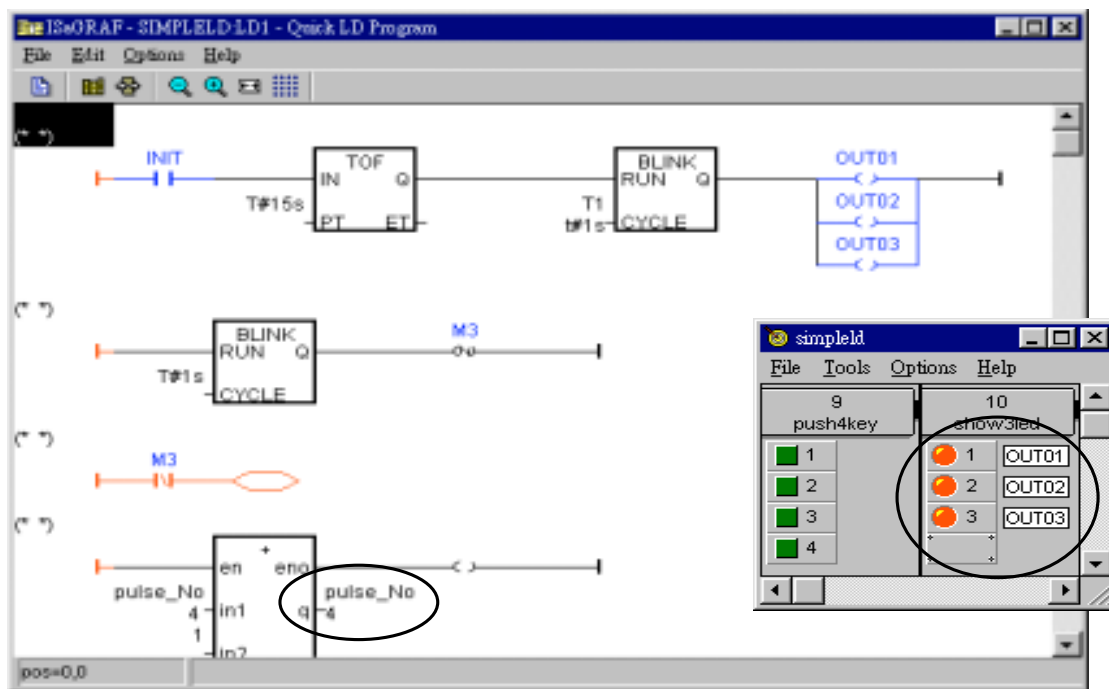 ISaGRAF - SIMPLELD:LD1 - Quick LD Program
File Edit Options Help
(* *)
INIT
TOF
IN Q
T#15s
PT ET
BLINK
RUN Q
T1
t#1s
CYCLE
OUT01
OUT02
OUT03
(* *)
BLINK
RUN Q
T#1s
CYCLE
M3
(* *)
M3
(* *)
+
en eno
pulse_No
4
in1
q
pulse_No
4
1
in2
pos=0,0
simpleld
File Tools Options Help
9
push4key
10
show3led
1
2
3
4
1 OUT01
2 OUT02
3 OUT03